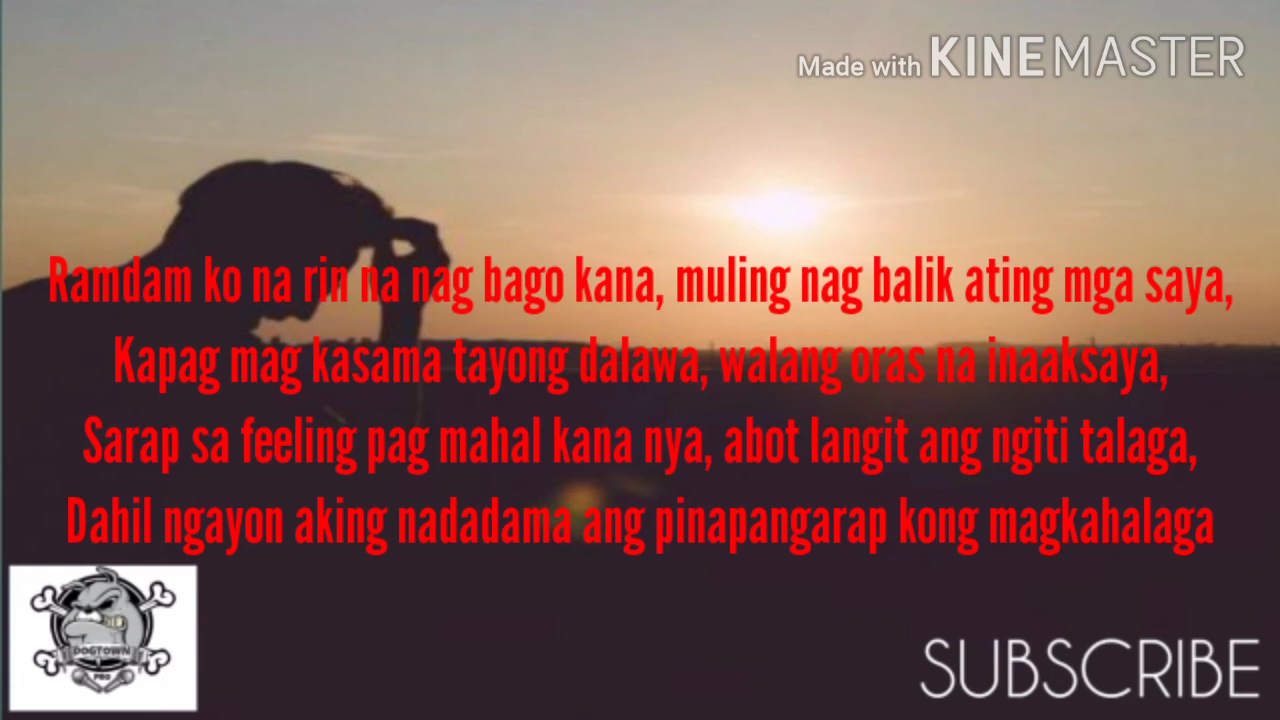 Made with KINEMASTER
Ramdam ko na rin na nag bago kana, muling nag balik ating mga saya,
Kapag mag kasama tayong dalawa, walang oras na inaaksaya,
Sarap sa feeling pag mahal kana nya, abot langit ang ngiti talaga,
Dahil ngayon aking nadadama ang pinapangarap kong magkahalaga
DOGTOWN
PRO
SUBSCRIBE